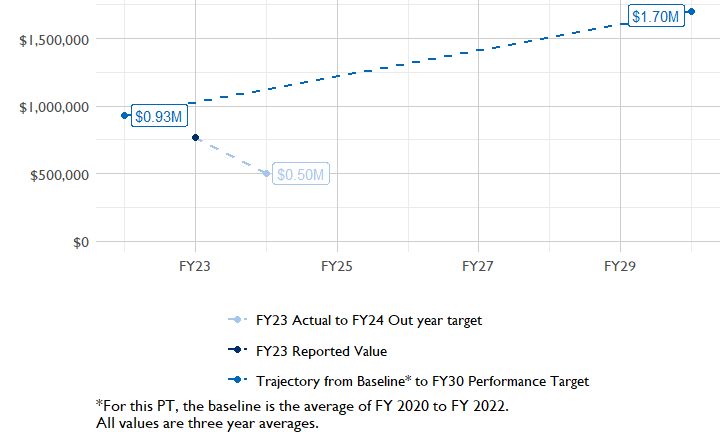 $1.70M
$1,500,000
$1,000,000
$0.93M
$500,000
$0.50M
$0
FY23 FY25 FY27 FY29
FY23 Actual to FY24 Out year target
FY23 Reported Value
Trajectory from Baseline* to FY30 Performance Target
*For this PT, the baseline is the average of FY 2020 to FY 2022.
All values are three year averages.